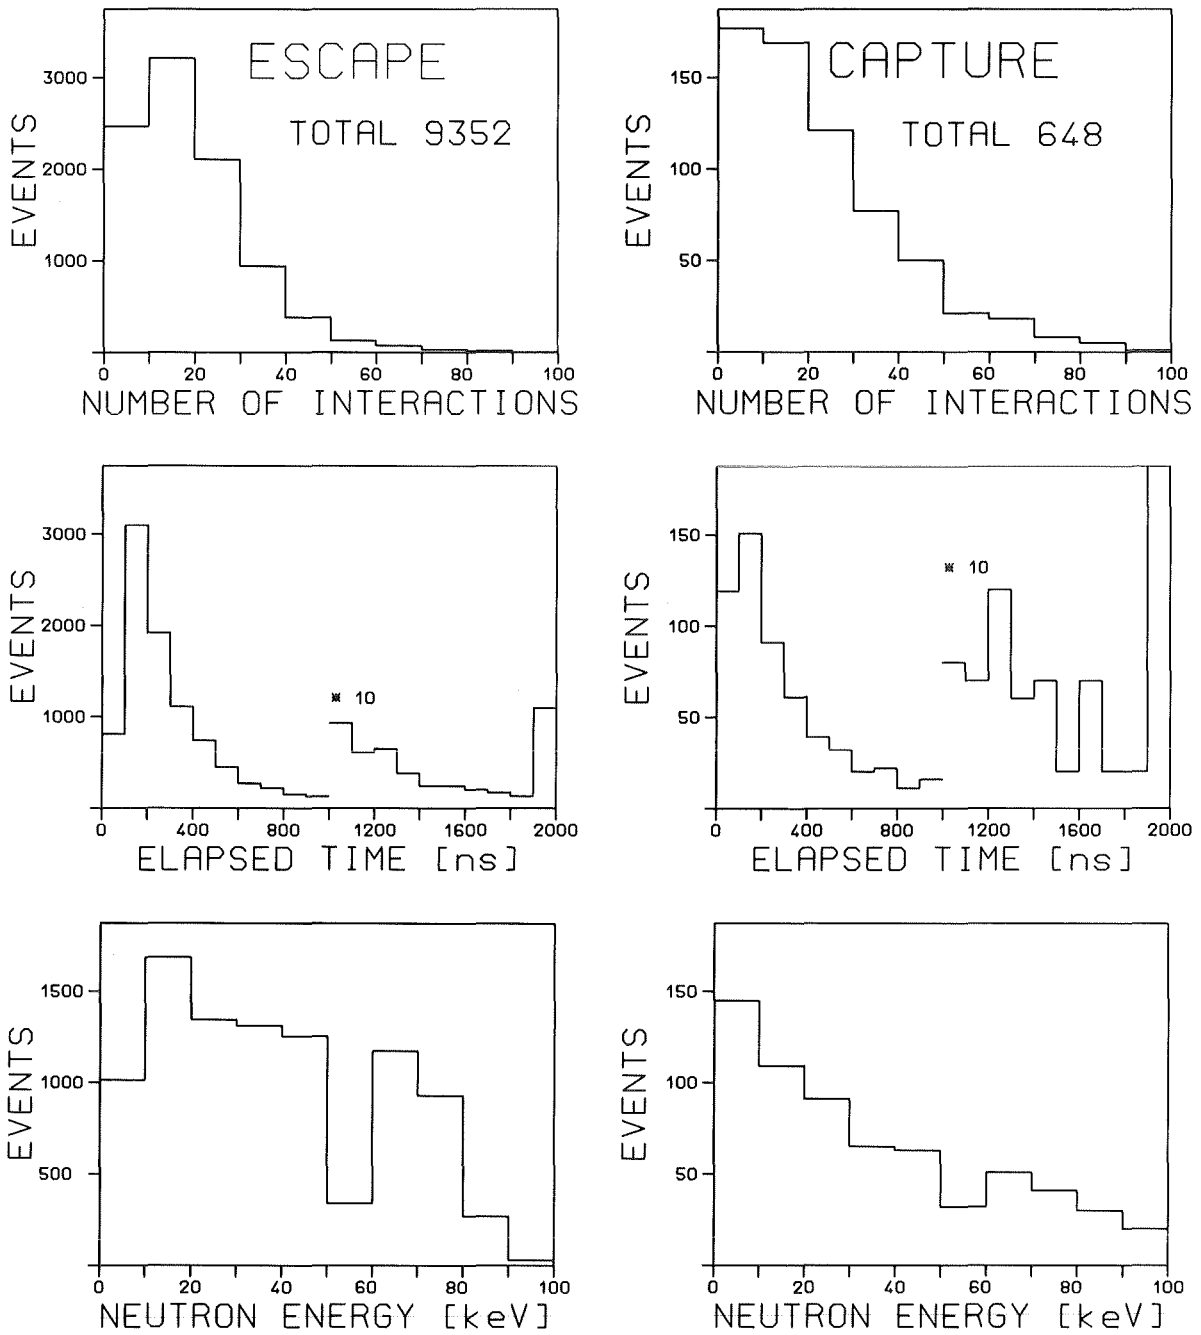 ESCAPE
TOTAL 9352
EVENTS
3000
2000
1000
0 20 40 60 80 100
NUMBER OF INTERACTIONS
CAPTURE
TOTAL 648
EVENTS
150
100
50
0 20 40 60 80 100
NUMBER OF INTERACTIONS
EVENTS
3000
2000
1000
* 10
0 400 800 1200 1600 2000
ELAPSED TIME [ns]
EVENTS
150
100
50
* 10
0 400 800 1200 1600 2000
ELAPSED TIME [ns]
EVENTS
1500
1000
500
0 20 40 60 80 100
NEUTRON ENERGY [keV]
EVENTS
150
100
50
0 20 40 60 80 100
NEUTRON ENERGY [keV]